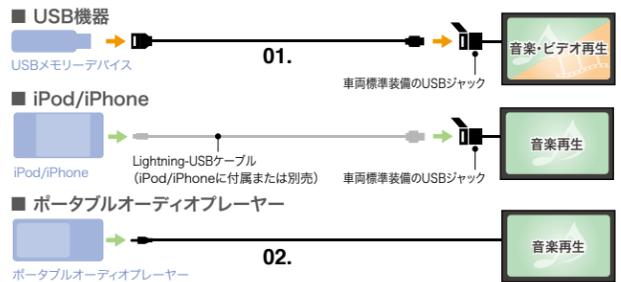 ■ USB機器
USBメモリーデバイス
01.
車両標準装備のUSBジャック
音楽・ビデオ再生
■ iPod/iPhone
iPod/iPhone
Lightning-USBケーブル
（iPod/iPhoneに付属または別売）
車両標準装備のUSBジャック
音楽再生
■ ポータブルオーディオプレーヤー
ポータブルオーディオプレーヤー
02.
音楽再生